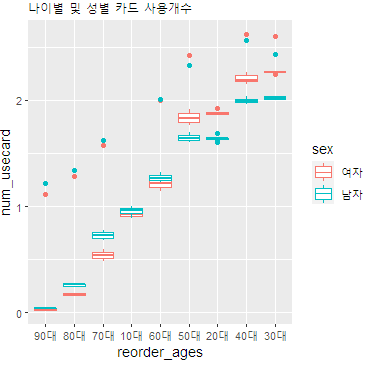 나이별 및 성별 카드 사용개수
num_usecard
2
1
0
90대 80대 70대 10대 60대 50대 20대 40대 30대
reorder_ages
sex
여자
남자